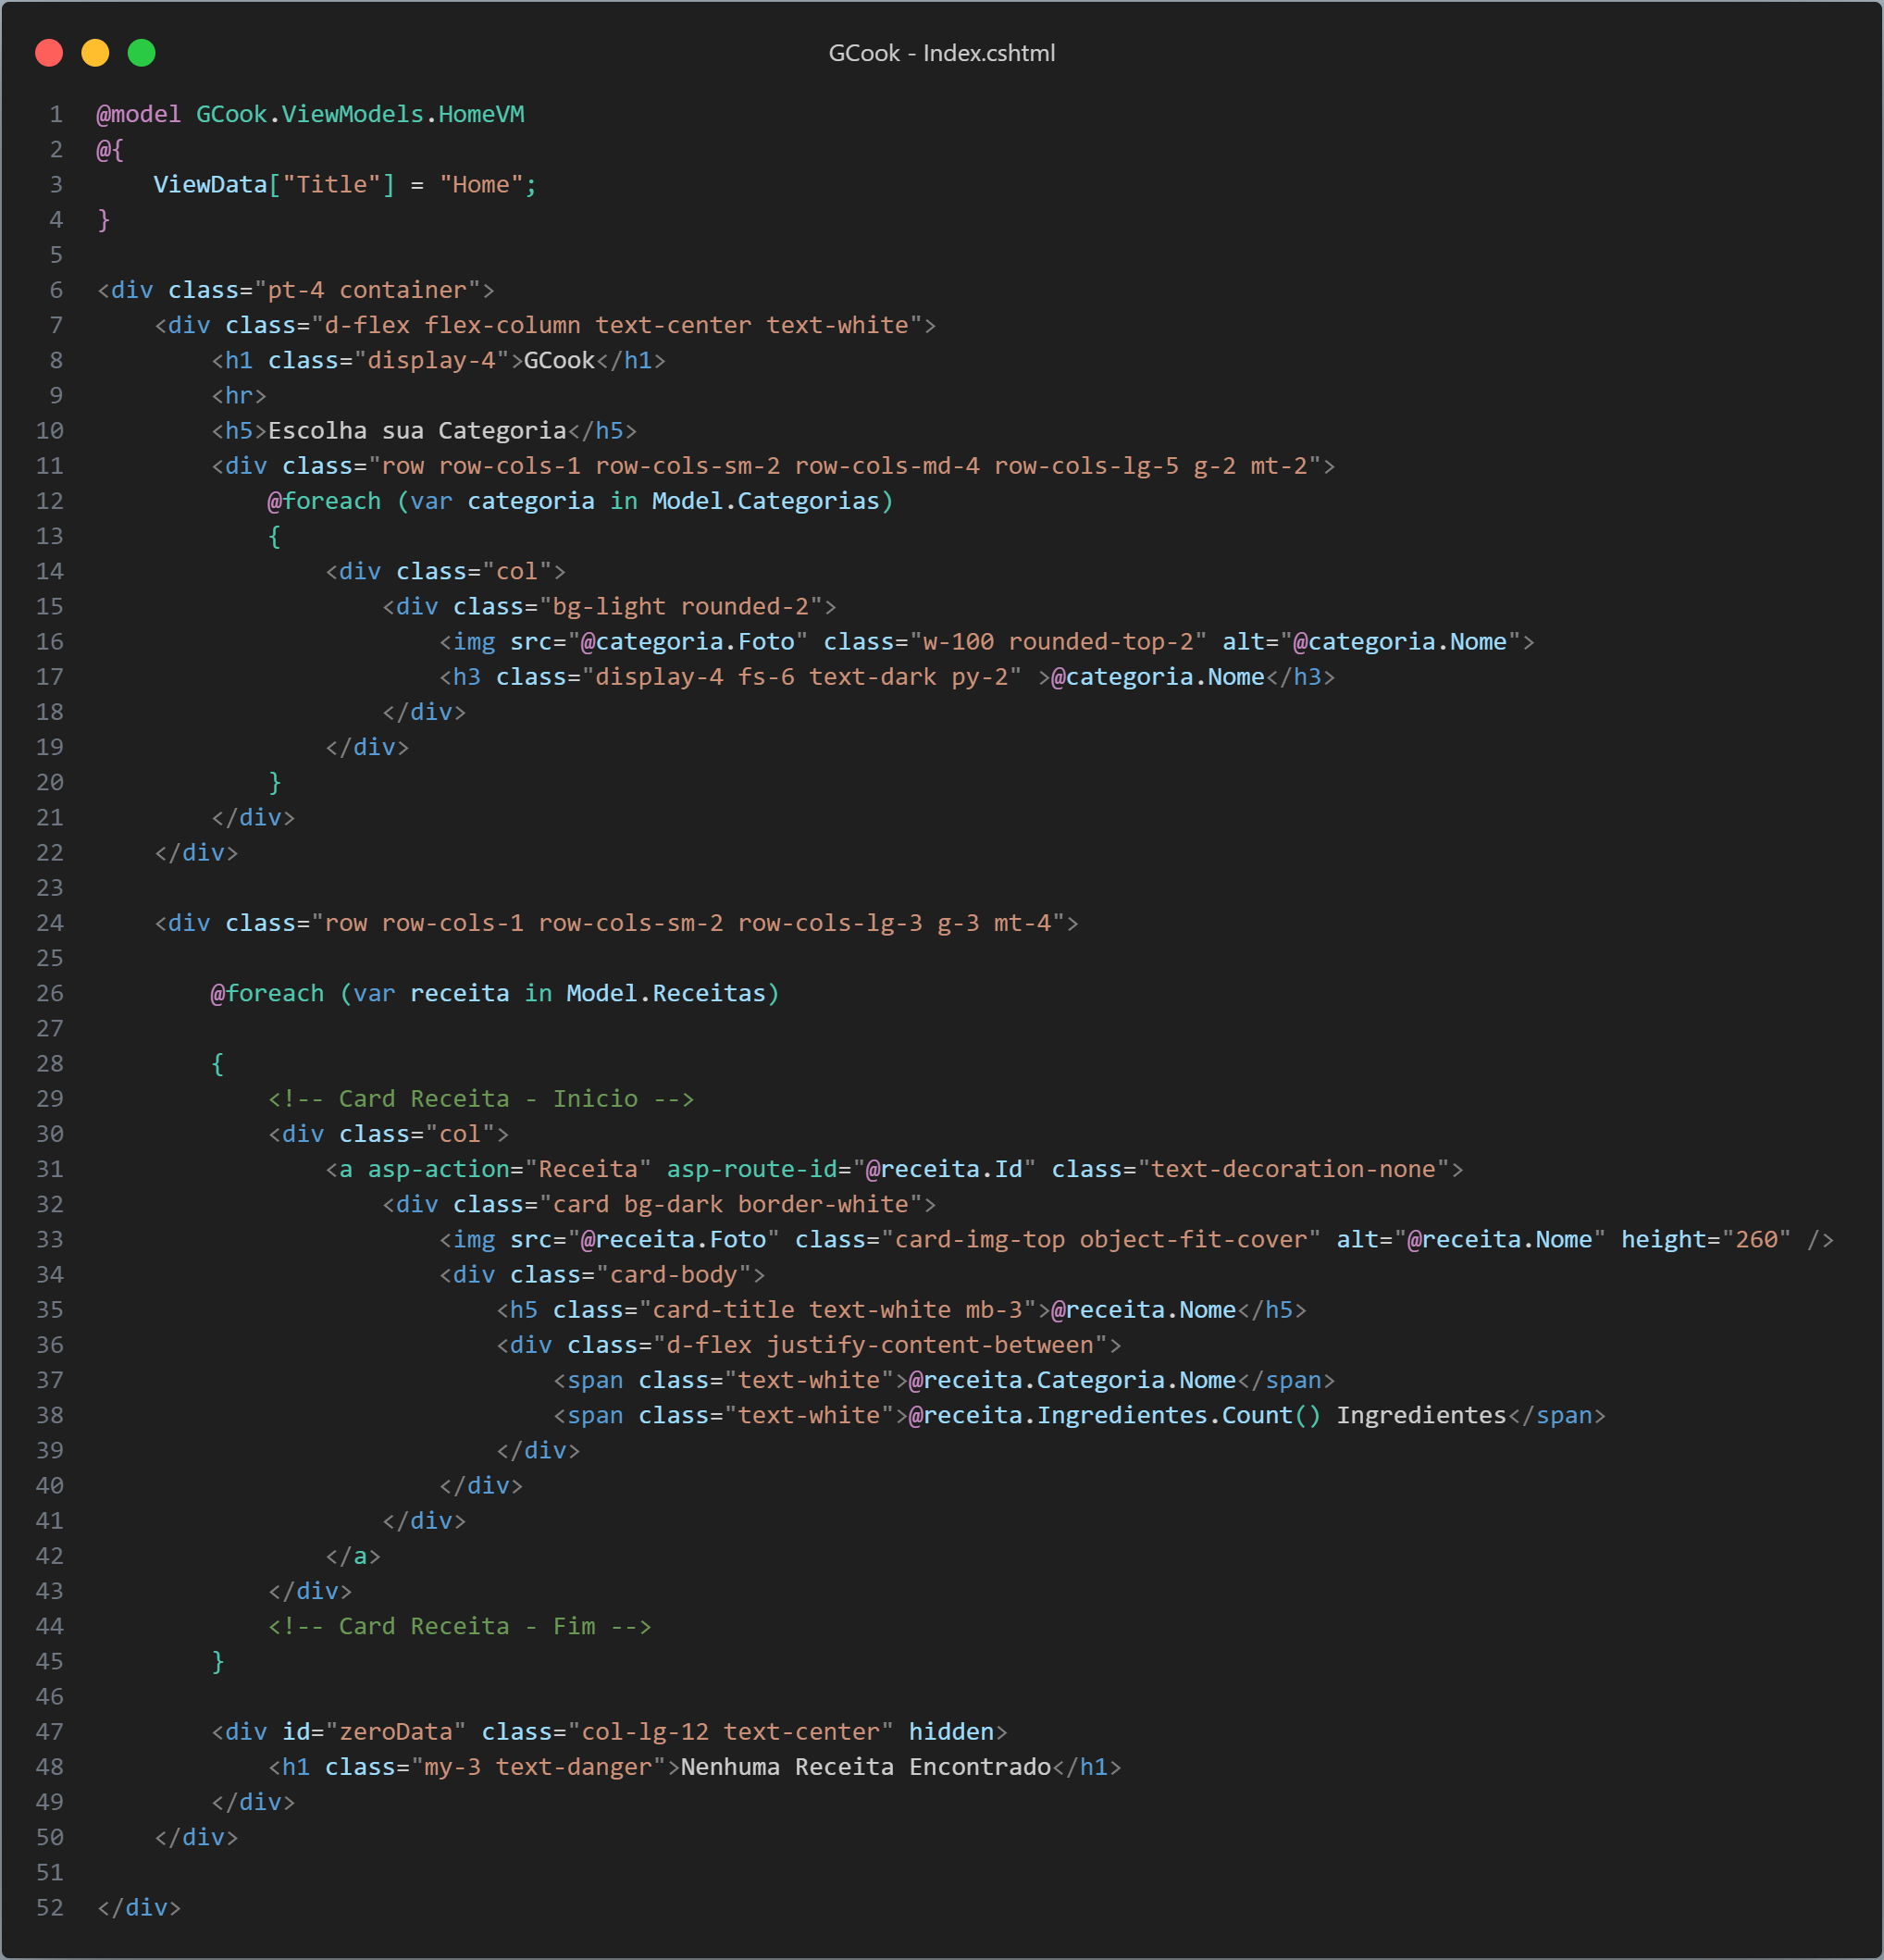 GCook - Index.cshtml
1 @model GCook.ViewModels.HomeVM
2 @{
3     ViewData["Title"] = "Home";
4 }
5
6 <div class="pt-4 container">
7     <div class="d-flex flex-column text-center text-white">
8         <h1 class="display-4">GCook</h1>
9         <hr>
10         <h5>Escolha sua Categoria</h5>
11         <div class="row row-cols-1 row-cols-sm-2 row-cols-md-4 row-cols-lg-5 g-2 mt-2">
12             @foreach (var categoria in Model.Categorias)
13             {
14                 <div class="col">
15                     <div class="bg-light rounded-2">
16                         <img src="@categoria.Foto" class="w-100 rounded-top-2" alt="@categoria.Nome">
17                         <h3 class="display-4 fs-6 text-dark py-2" >@categoria.Nome</h3>
18                     </div>
19                 </div>
20             }
21         </div>
22     </div>
23
24     <div class="row row-cols-1 row-cols-sm-2 row-cols-lg-3 g-3 mt-4">
25
26         @foreach (var receita in Model.Receitas)
27
28         {
29             <!-- Card Receita - Inicio -->
30             <div class="col">
31                 <a asp-action="Receita" asp-route-id="@receita.Id" class="text-decoration-none">
32                     <div class="card bg-dark border-white">
33                         <img src="@receita.Foto" class="card-img-top object-fit-cover" alt="@receita.Nome" height="260" />
34                         <div class="card-body">
35                             <h5 class="card-title text-white mb-3">@receita.Nome</h5>
36                             <div class="d-flex justify-content-between">
37                                 <span class="text-white">@receita.Categoria.Nome</span>
38                                 <span class="text-white">@receita.Ingredientes.Count() Ingredientes</span>
39                             </div>
40                         </div>
41                     </div>
42                 </a>
43             </div>
44             <!-- Card Receita - Fim -->
45         }
46
47         <div id="zeroData" class="col-lg-12 text-center" hidden>
48             <h1 class="my-3 text-danger">Nenhuma Receita Encontrado</h1>
49         </div>
50     </div>
51
52 </div>